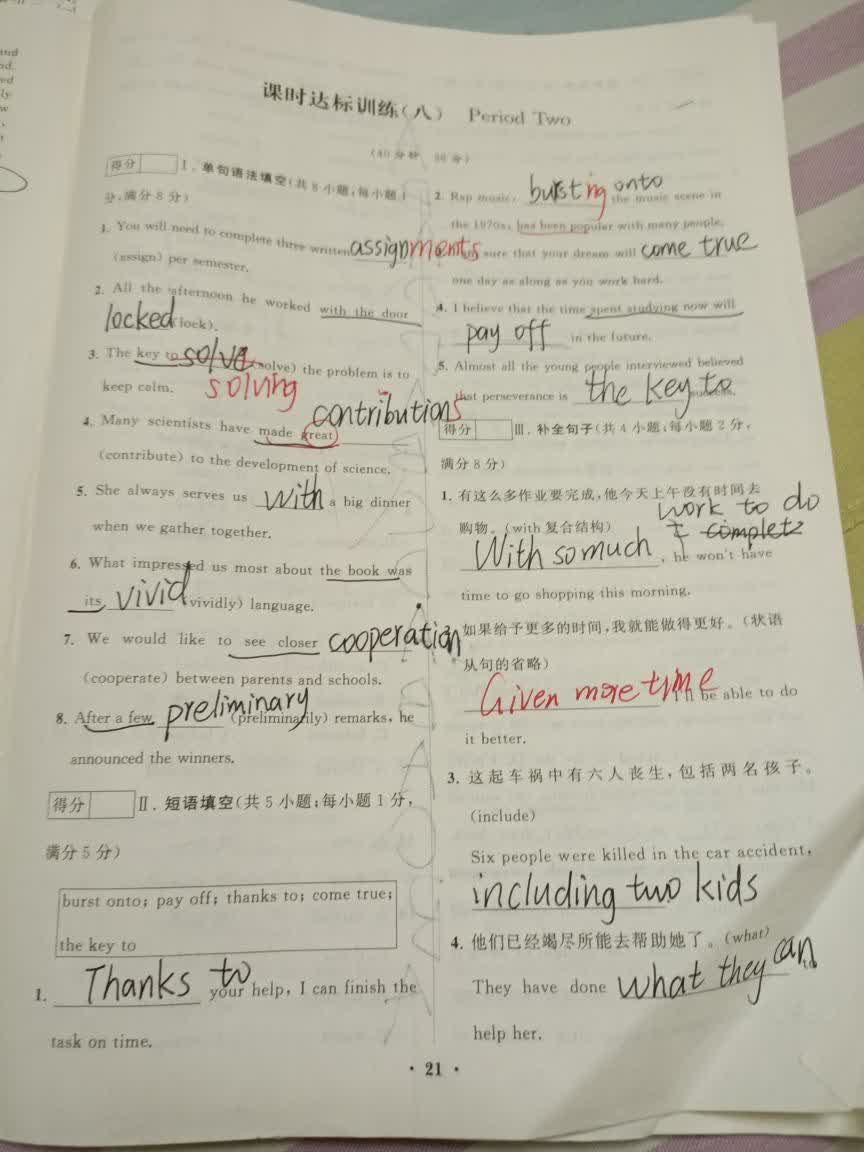 课时达标训练(八) Period Two
(40分钟 36分)
得分 Ⅰ.单句语法填空(共8小题;每小题1
分,满分8分)
1. You will need to complete three written assignments
(assign) per semester.
2. All the afternoon he worked with the door
locked (lock).
3. The key to solve (solve) the problem is to
keep calm. solving
4. Many scientists have made great contributions
(contribute) to the development of science.
5. She always serves us with a big dinner
when we gather together.
6. What impressed us most about the book was
its vivid (vividly) language.
7. We would like to see closer cooperation
(cooperate) between parents and schools.
8. After a few preliminary (preliminarily) remarks, he
announced the winners.
得分 Ⅱ.短语填空(共5小题;每小题1分,
满分5分)
burst onto; pay off; thanks to; come true;
the key to
1. Thanks to your help, I can finish the
task on time.
2. Rap music, bursting onto the music scene in
the 1970s, has been popular with many people.
sure that your dream will come true
one day as along as you work hard.
4. I believe that the time spent studying now will
pay off in the future.
5. Almost all the young people interviewed believed
that perseverance is the key to
得分 Ⅲ.补全句子(共4小题;每小题2分,
满分8分)
1. 有这么多作业要完成,他今天上午没有时间去
购物。(with复合结构) work to do
With so much complete, he won't have
time to go shopping this morning.
如果给予更多的时间,我就能做得更好。(状语
从句的省略)
Given more time I'll be able to do
it better.
3. 这起车祸中有六人丧生,包括两名孩子。
(include)
Six people were killed in the car accident,
including two kids
4. 他们已经竭尽所能去帮助她了。(what)
They have done what they can to
help her.
· 21 ·